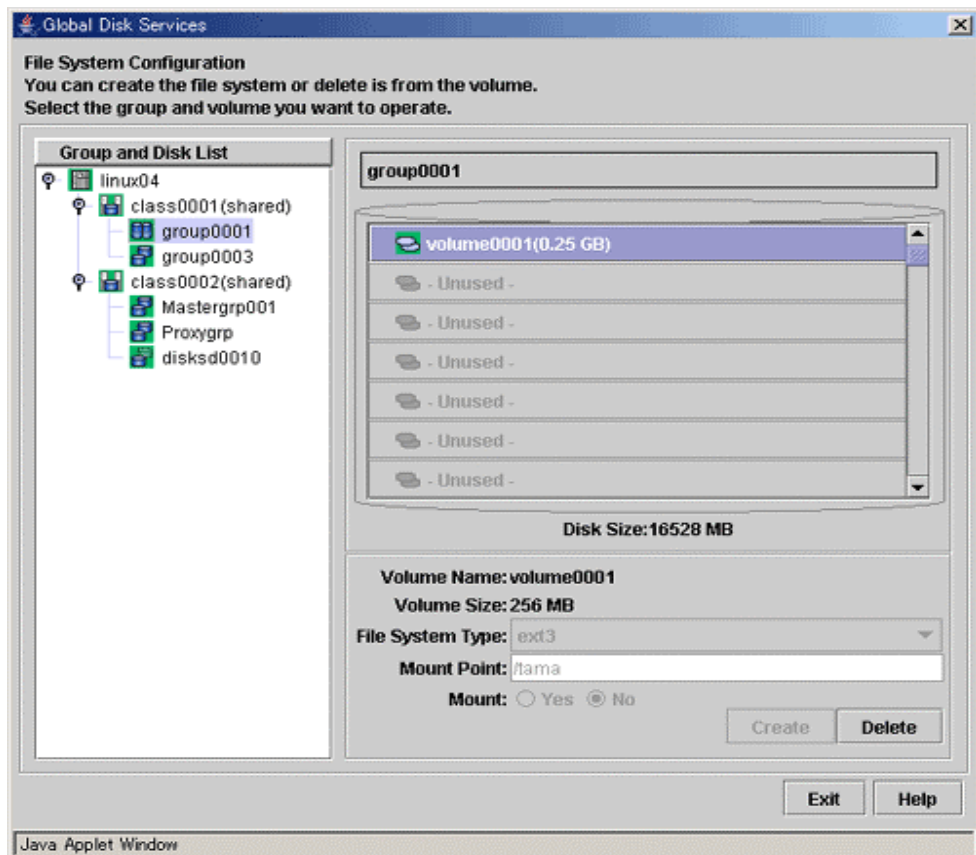 Global Disk Services
File System Configuration
You can create the file system or delete is from the volume.
Select the group and volume you want to operate.
Group and Disk List
linux04
class0001(shared)
group0001
group0003
class0002(shared)
Mastergrp001
Proxygrp
disksd0010
group0001
volume0001(0.25 GB)
- Unused -
- Unused -
- Unused -
- Unused -
- Unused -
- Unused -
Disk Size:16528 MB
Volume Name: volume0001
Volume Size: 256 MB
File System Type: ext3
Mount Point: /tama
Mount: Yes No
Create Delete
Exit Help
Java Applet Window